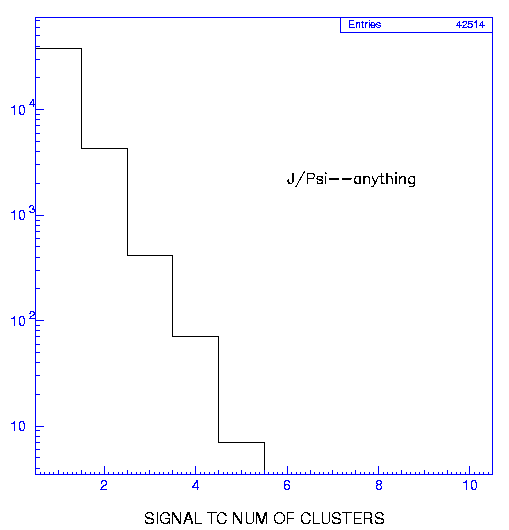 Entries 42514
10 4
J/Psi--anything
10 3
10 2
10
2 4 6 8 10
SIGNAL TC NUM OF CLUSTERS